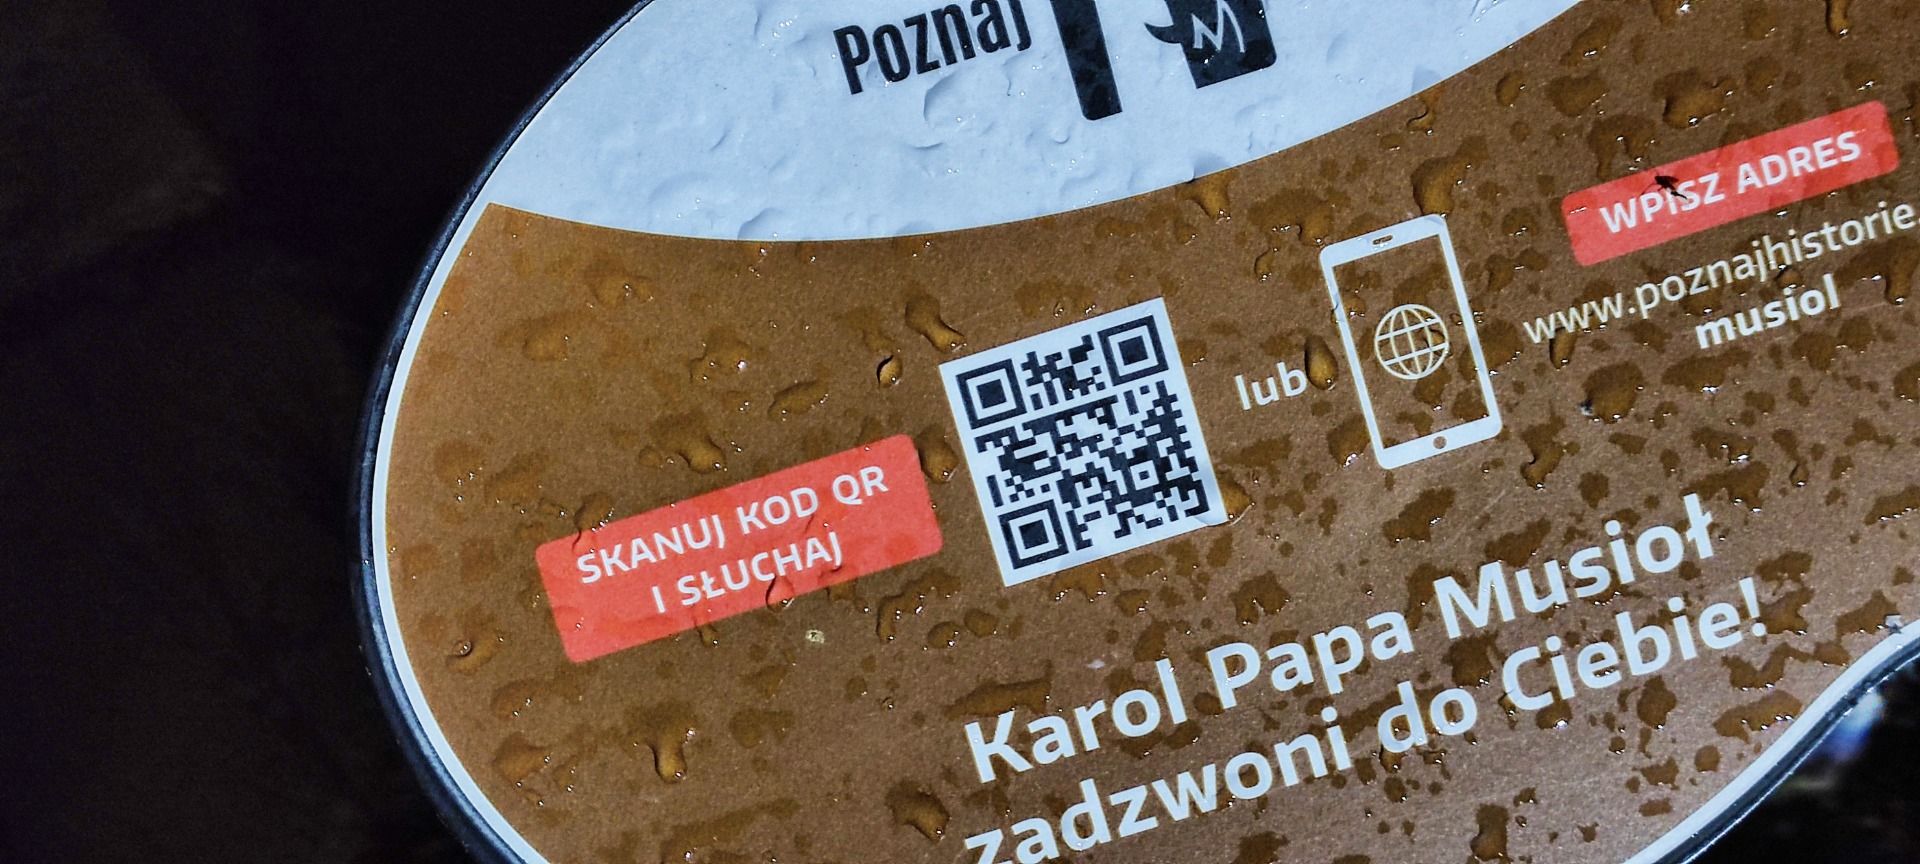 Poznaj
SKANUJ KOD QR
I SŁUCHAJ
lub
WPISZ ADRES
www.poznajhistorie.
musiol
Karol Papa Musioł
zadzwoni do Ciebie!